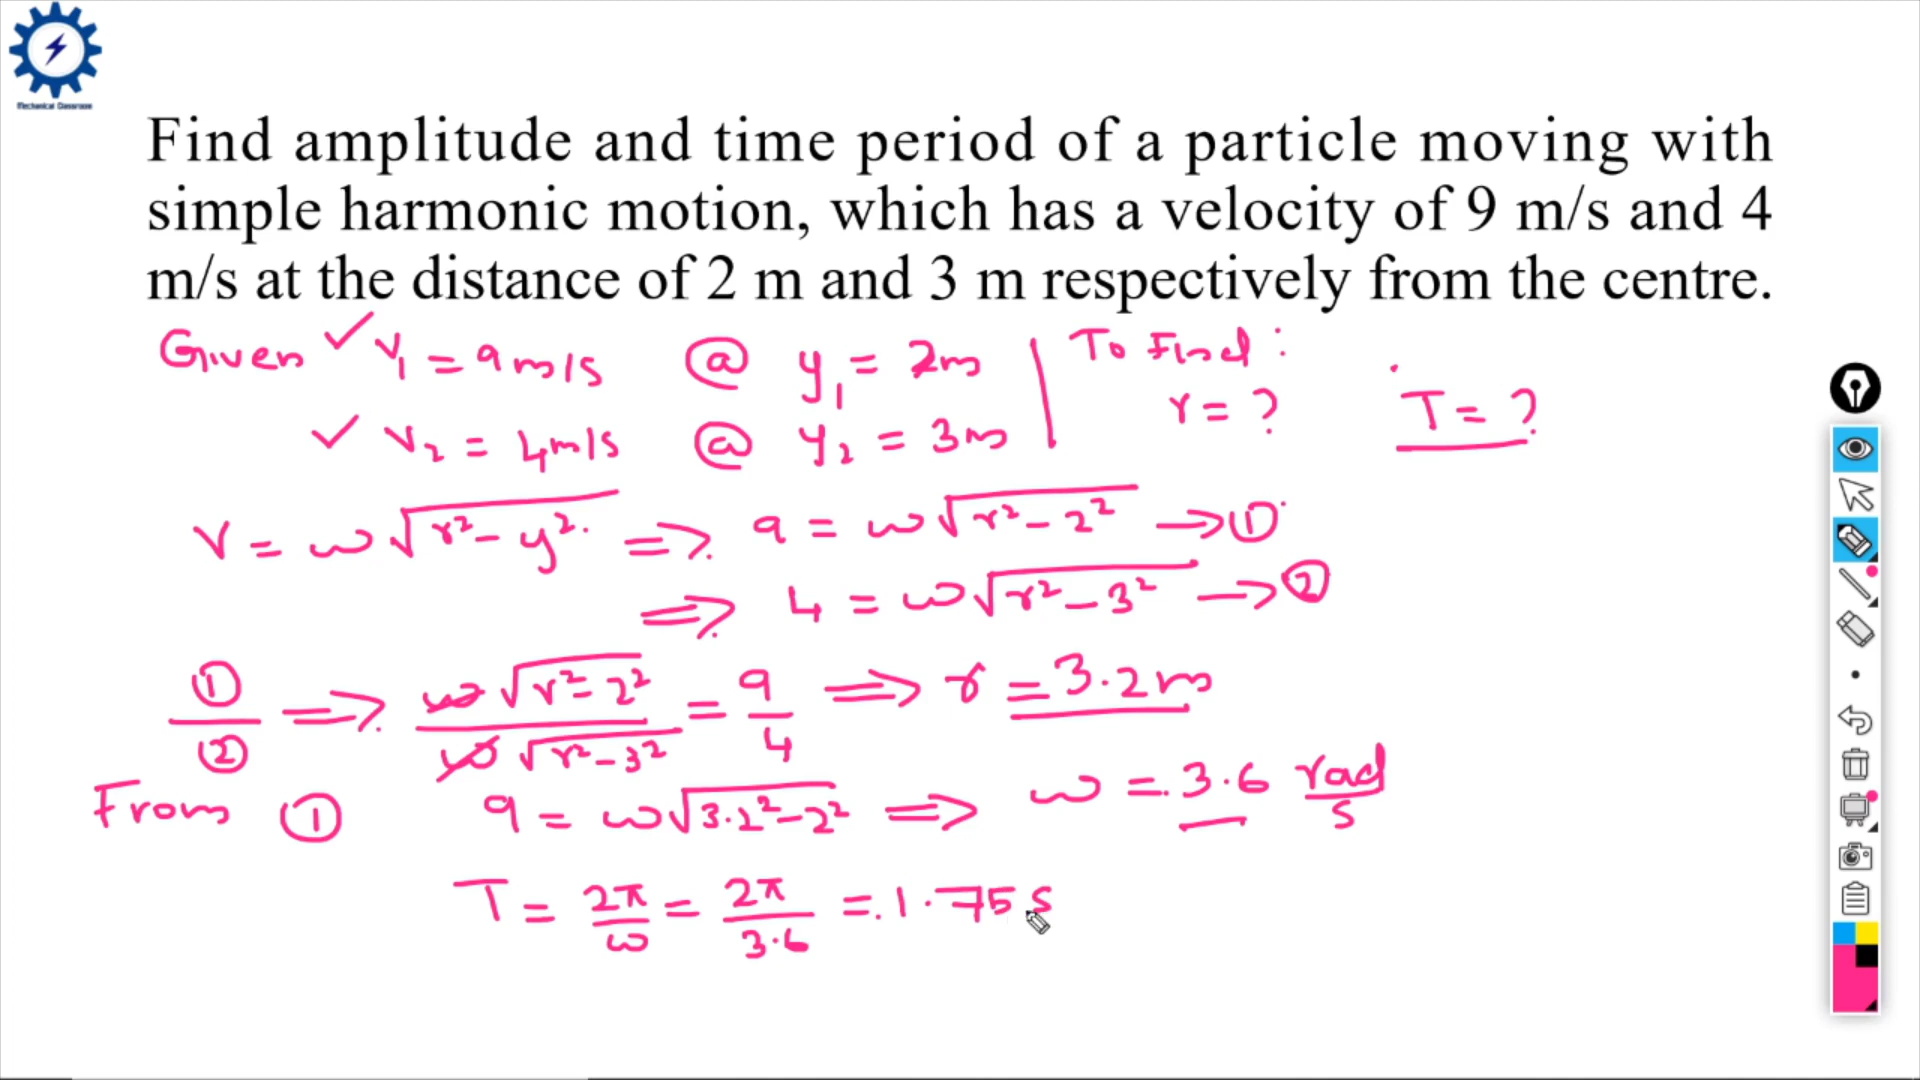 Mechanical Classroom
Find amplitude and time period of a particle moving with
simple harmonic motion, which has a velocity of 9 m/s and 4
m/s at the distance of 2 m and 3 m respectively from the centre.
Given ✓ v₁ = 9 m/s @ y₁ = 2m | To Find : r = ? T = ?
✓ v₂ = 4 m/s @ y₂ = 3m
v = ω√(r² - y²) ⇒ 9 = ω√(r² - 2²) → ①
⇒ 4 = ω√(r² - 3²) → ②
①/② ⇒ ω√(r² - 2²) / ω√(r² - 3²) = 9/4 ⇒ r = 3.2 m
From ① 9 = ω√(3.2² - 2²) ⇒ ω = 3.6 rad/s
T = 2π/ω = 2π/3.6 = 1.75 s